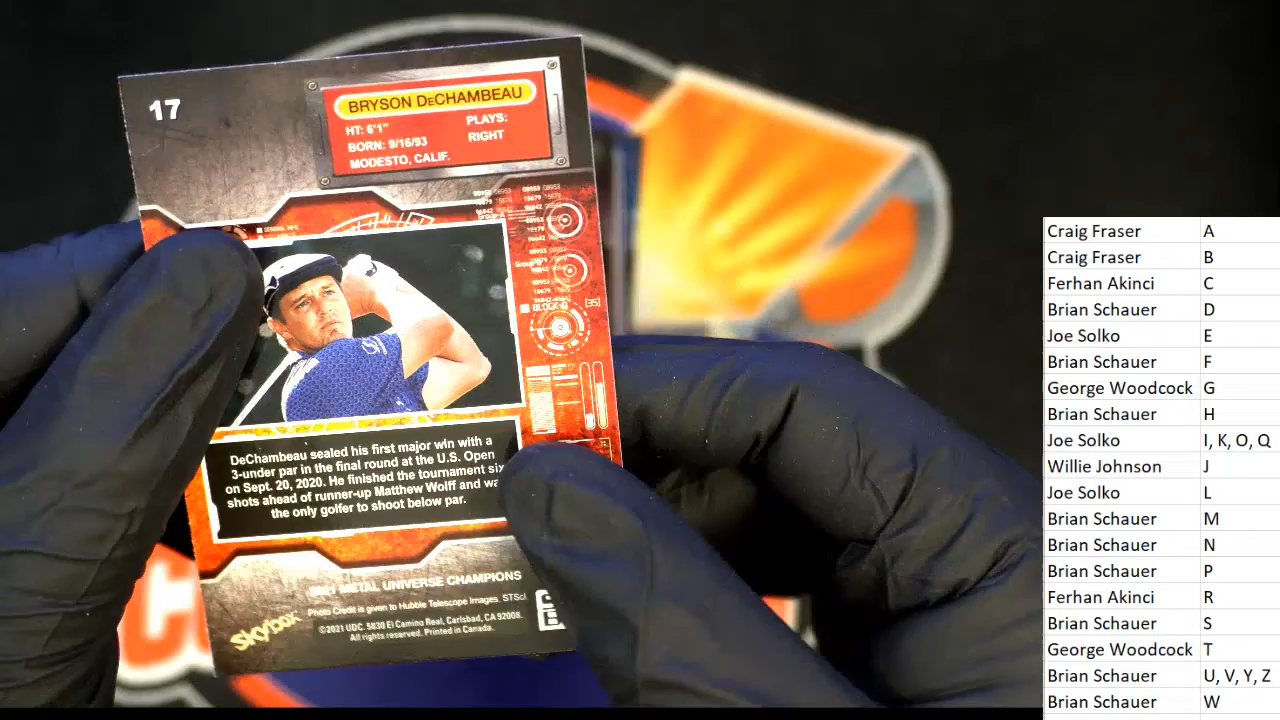 17
BRYSON DECHAMBEAU
HT: 6'1"
PLAYS:
RIGHT
BORN: 9/16/93
MODESTO, CALIF.
GENERAL INFO
BLOCK
[35]
DeChambeau sealed his first major win with a
3-under par in the final round at the U.S. Open
on Sept. 20, 2020. He finished the tournament six
shots ahead of runner-up Matthew Wolff and
the only golfer to shoot below par.
2021 METAL UNIVERSE CHAMPIONS
Photo Credit is given to Hubble Telescope Images, STScI.
SKYBOX
©2021 UDC. 5830 El Camino Real, Carlsbad, CA 92008.
All rights reserved. Printed in Canada.
Craig Fraser A
Craig Fraser B
Ferhan Akinci C
Brian Schauer D
Joe Solko E
Brian Schauer F
George Woodcock G
Brian Schauer H
Joe Solko I, K, O, Q
Willie Johnson J
Joe Solko L
Brian Schauer M
Brian Schauer N
Brian Schauer P
Ferhan Akinci R
Brian Schauer S
George Woodcock T
Brian Schauer U, V, Y, Z
Brian Schauer W